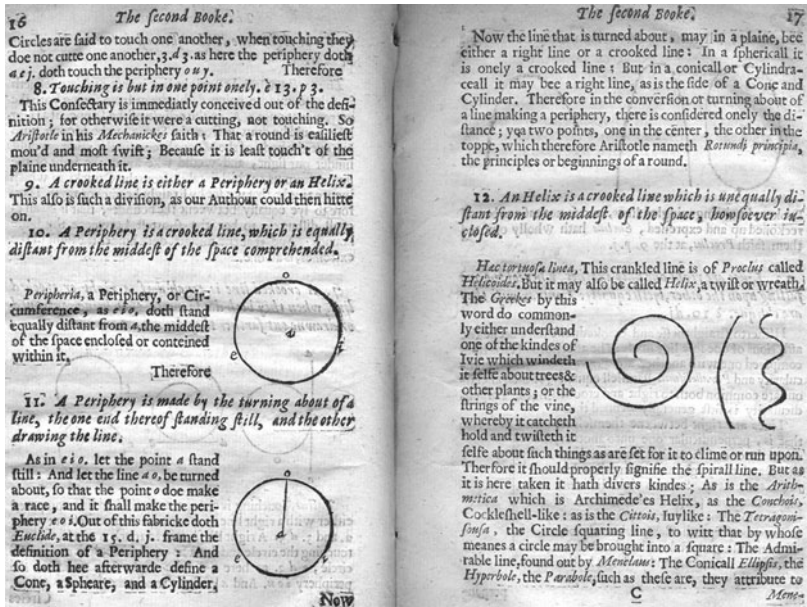 16
The ſecond Booke.
Circles are ſaid to touch one another, when touching they
doe not cutte one another, 3. d 3. as here the periphery doth
a e j. doth touch the periphery o u y. Therefore
8. Touching is but in one point onely. è 13. p 3.
This Conſectary is immediatly conceived out of the defi-
nition; for otherwiſe it were a cutting, not touching. So
Ariſtotle in his Mechanickes ſaith: That a round is eaſilieſt
mou'd and moſt ſwift; Becauſe it is leaſt touch't of the
plaine underneath it.
9. A crooked line is either a Periphery or an Helix.
This alſo is ſuch a diviſion, as our Authour could then hitte
on.
10. A Periphery is a crooked line, which is equally
diſtant from the middeſt of the ſpace comprehended.
Peripheria, a Periphery, or Cir-
cumference, as e i o, doth ſtand
equally diſtant from a, the middeſt
of the ſpace encloſed or conteined
within it.
Therefore
o
e
11. A Periphery is made by the turning about of a
line, the one end thereof ſtanding ſtill, and the other
drawing the line.
As in e i o. let the point a ſtand
ſtill: And let the line a o, be turned
about, ſo that the point o doe make
a race, and it ſhall make the peri-
phery e o i. Out of this fabricke doth
Euclide, at the 15. d. j. frame the
definition of a Periphery: And
ſo doth hee afterwarde define a
Cone, a Spheare, and a Cylinder.
o
Now
The ſecond Booke.
17
Now the line that is turned about, may in a plaine, bee
either a right line or a crooked line: In a ſphericall it
is onely a crooked line: But in a conicall or Cylindra-
ceall it may bee a right line, as is the ſide of a Cone and
Cylinder. Therefore in the converſion or turning about of
a line making a periphery, there is conſidered onely the di-
ſtance; yea two points, one in the center, the other in the
toppe, which therefore Ariſtotle nameth Rotundi principia,
the principles or beginnings of a round.
12. An Helix is a crooked line which is unequally di-
ſtant from the middeſt of the ſpace, howſoever in-
cloſed.
Hæc tortuoſa linea, This crankled line is of Proclus called
Helicoides. But it may alſo be called Helix, a twiſt or wreath.
The Greekes by this
word do common-
ly either underſtand
one of the kindes of
Ivie which windeth
it ſelfe about trees &
other plants; or the
ſtrings of the vine,
whereby it catcheth
hold and twiſteth it
ſelfe about ſuch things as are ſet for it to clime or run upon.
Therfore it ſhould properly ſignifie the ſpirall line. But as
it is here taken it hath divers kindes; As is the Arith-
metica which is Archimede'es Helix, as the Conchois,
Cockleſhell-like: as is the Cittois, Iuylike: The Tetragoni-
ſouſa, the Circle ſquaring line, to witt that by whoſe
meanes a circle may be brought into a ſquare: The Admi-
rable line, found out by Menelaus: The Conicall Ellipſis, the
Hyperbole, the Parabole, ſuch as theſe are, they attribute to
C
Mene-